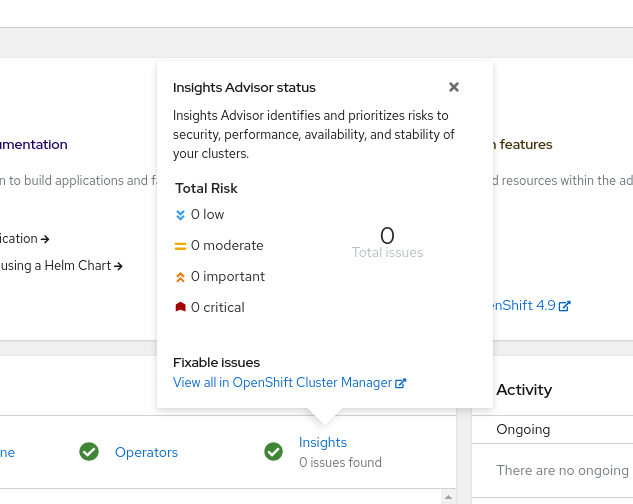 Insights Advisor status
Insights Advisor identifies and prioritizes risks to
security, performance, availability, and stability of
your clusters.
Total Risk
0 low
0 moderate
0 important
0 critical
0
Total issues
Fixable issues
View all in OpenShift Cluster Manager
umentation
n to build applications and fa
ication
using a Helm Chart
n features
d resources within the ad
enShift 4.9
ne
Operators
Insights
0 issues found
Activity
Ongoing
There are no ongoing